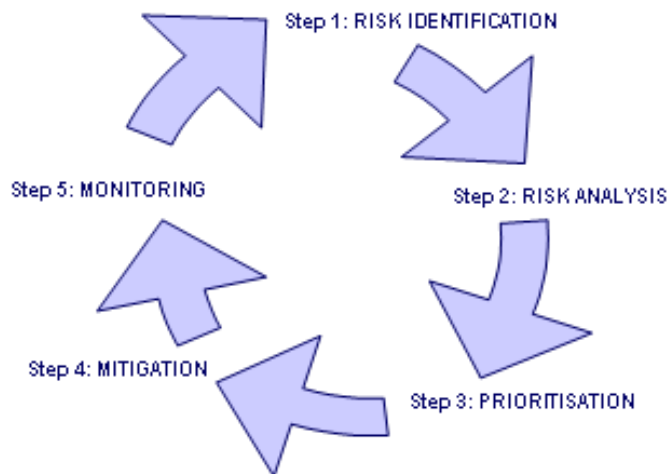 Step 1: RISK IDENTIFICATION
Step 2: RISK ANALYSIS
Step 3: PRIORITISATION
Step 4: MITIGATION
Step 5: MONITORING